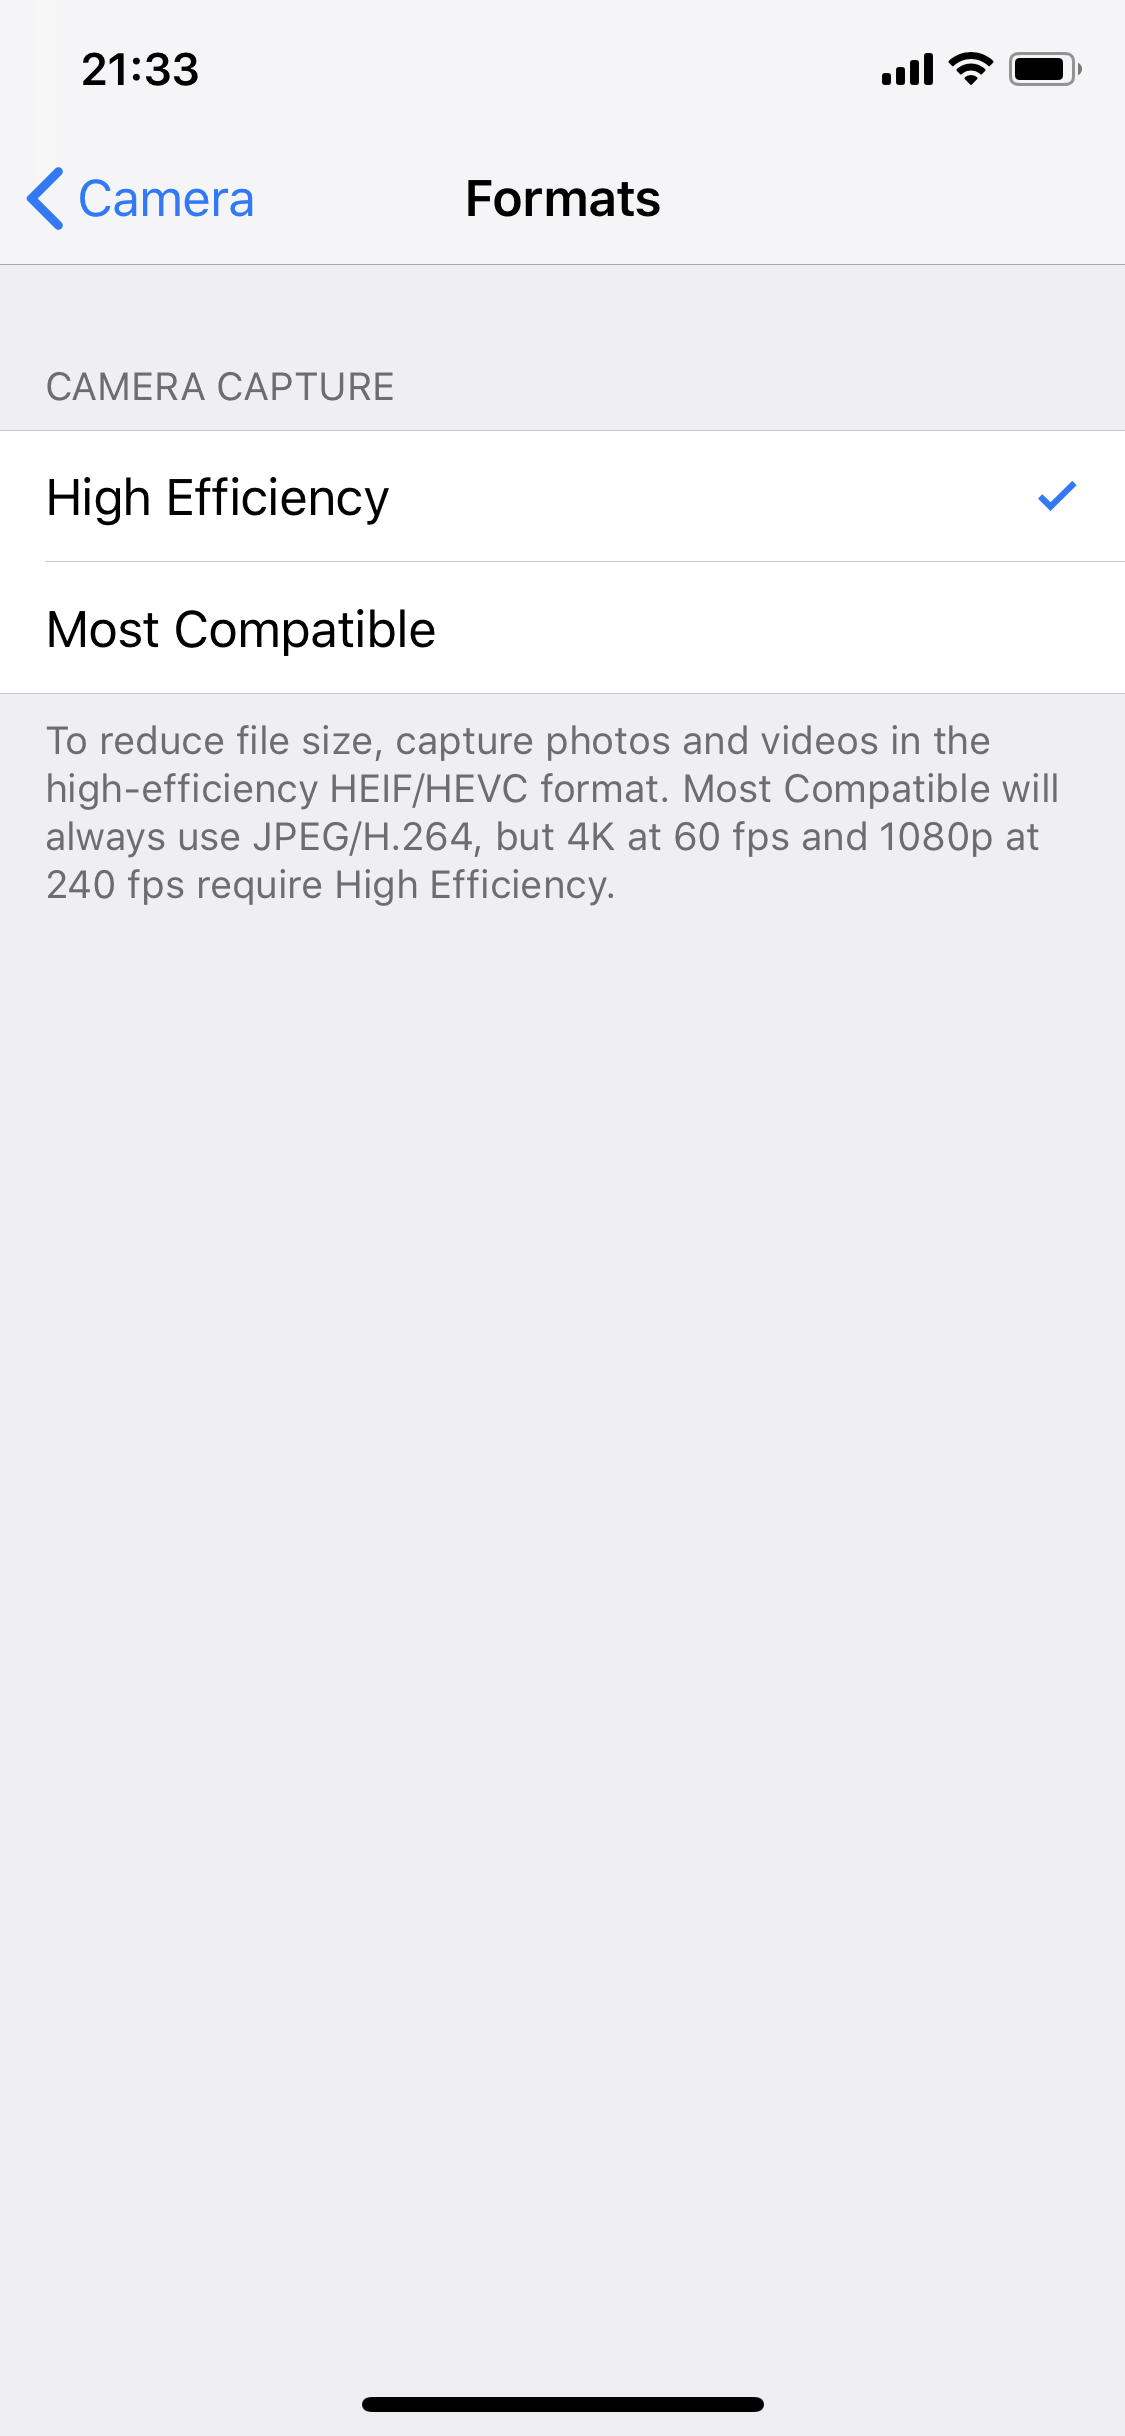 21:33
Camera
Formats
CAMERA CAPTURE
High Efficiency
Most Compatible
To reduce file size, capture photos and videos in the
high-efficiency HEIF/HEVC format. Most Compatible will
always use JPEG/H.264, but 4K at 60 fps and 1080p at
240 fps require High Efficiency.